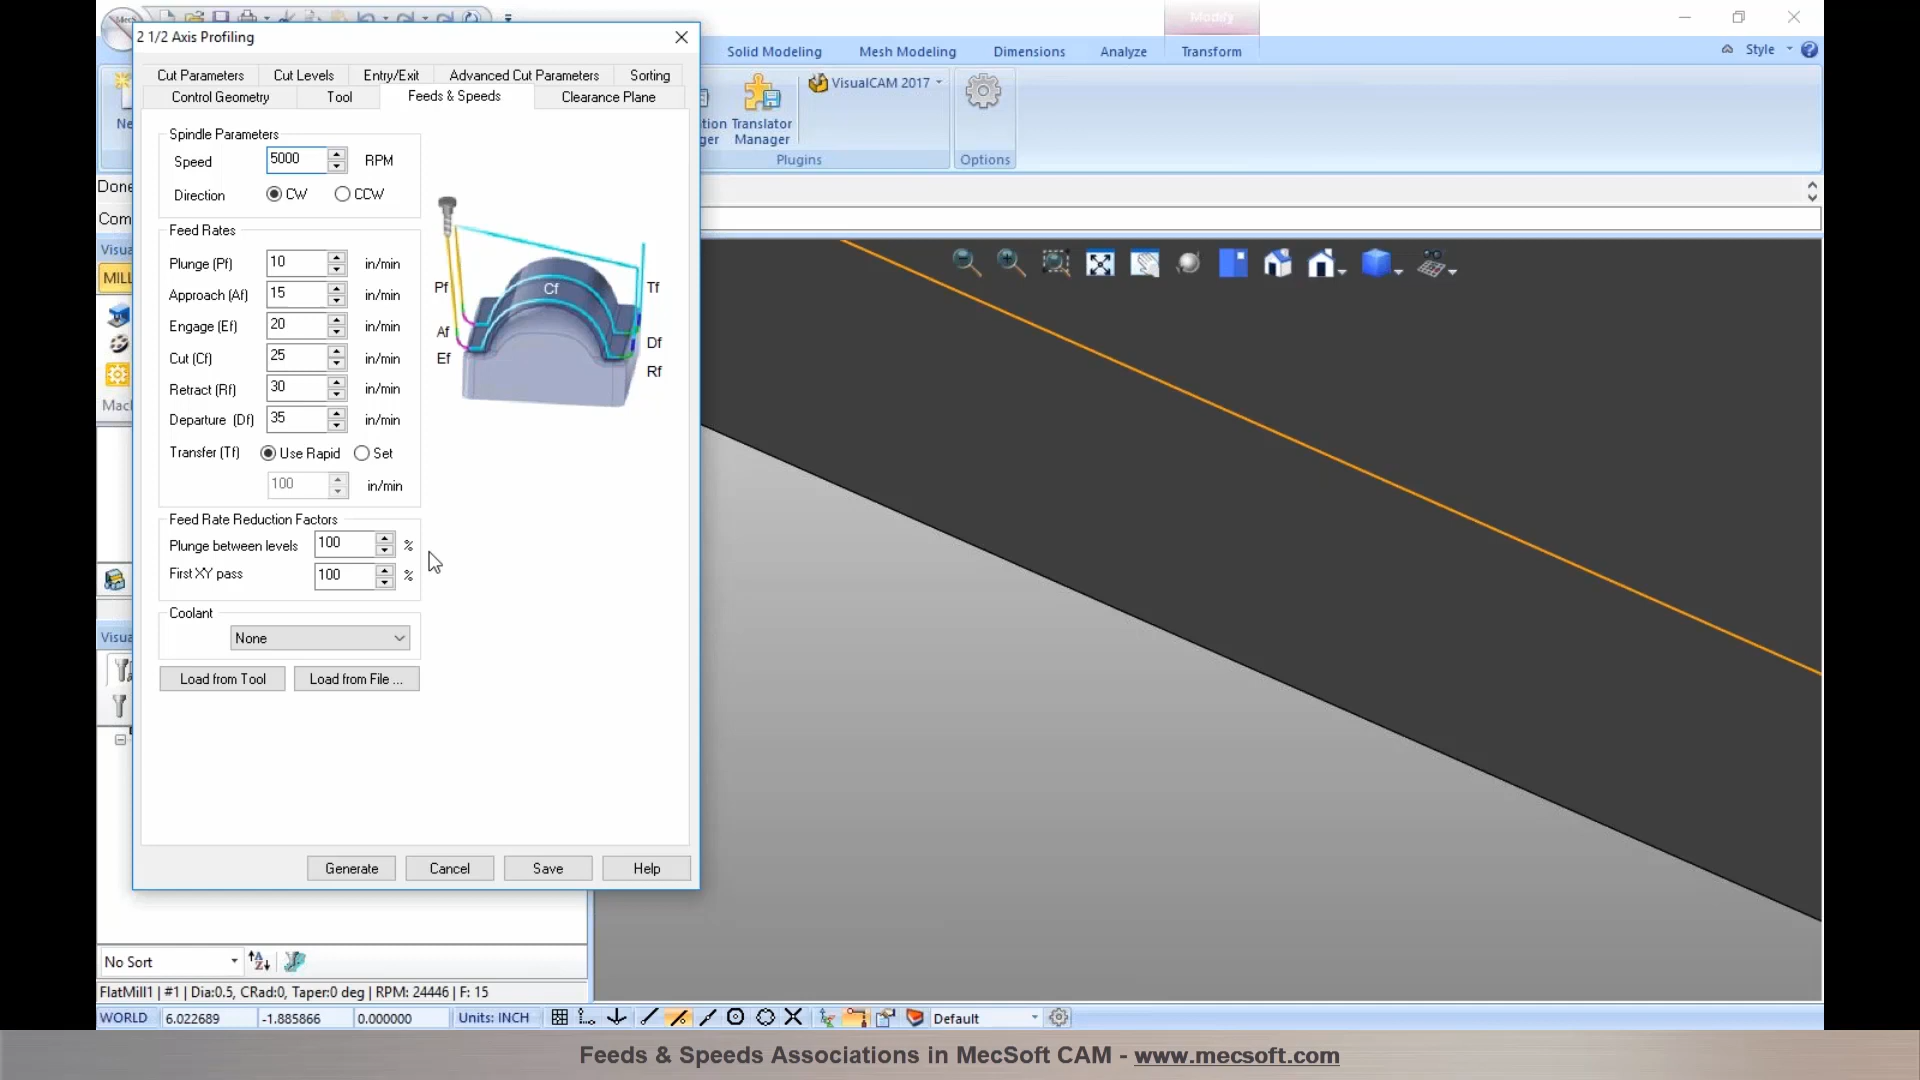 2 1/2 Axis Profiling
Modify
Solid Modeling Mesh Modeling Dimensions Analyze Transform Style
Cut Parameters Cut Levels Entry/Exit Advanced Cut Parameters Sorting
Control Geometry Tool Feeds & Speeds Clearance Plane
VisualCAM 2017
Translator
Manager
Plugins Options
Spindle Parameters
Speed 5000 RPM
Direction CW CCW
Feed Rates
Plunge (Pf) 10 in/min
Approach (Af) 15 in/min
Engage (Ef) 20 in/min
Cut (Cf) 25 in/min
Retract (Rf) 30 in/min
Departure (Df) 35 in/min
Transfer (Tf) Use Rapid Set
100 in/min
Pf Cf Tf
Af Df
Ef Rf
Feed Rate Reduction Factors
Plunge between levels 100 %
First XY pass 100 %
Coolant
None
Load from Tool Load from File ...
Generate Cancel Save Help
Done
Com
Visua
MILL
Mach
Visua
No Sort
FlatMill1 | #1 | Dia:0.5, CRad:0, Taper:0 deg | RPM: 24446 | F: 15
WORLD 6.022689 -1.885866 0.000000 Units: INCH Default
Feeds & Speeds Associations in MecSoft CAM - www.mecsoft.com